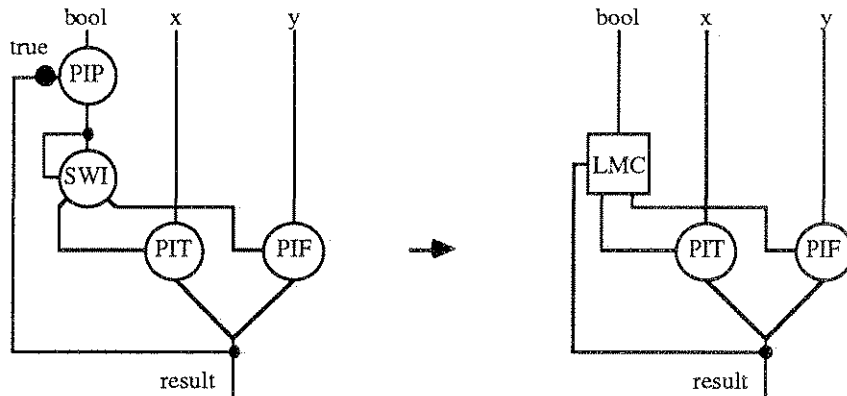 bool x y
true
PIP
SWI
PIT PIF
result
bool x y
LMC
PIT PIF
result